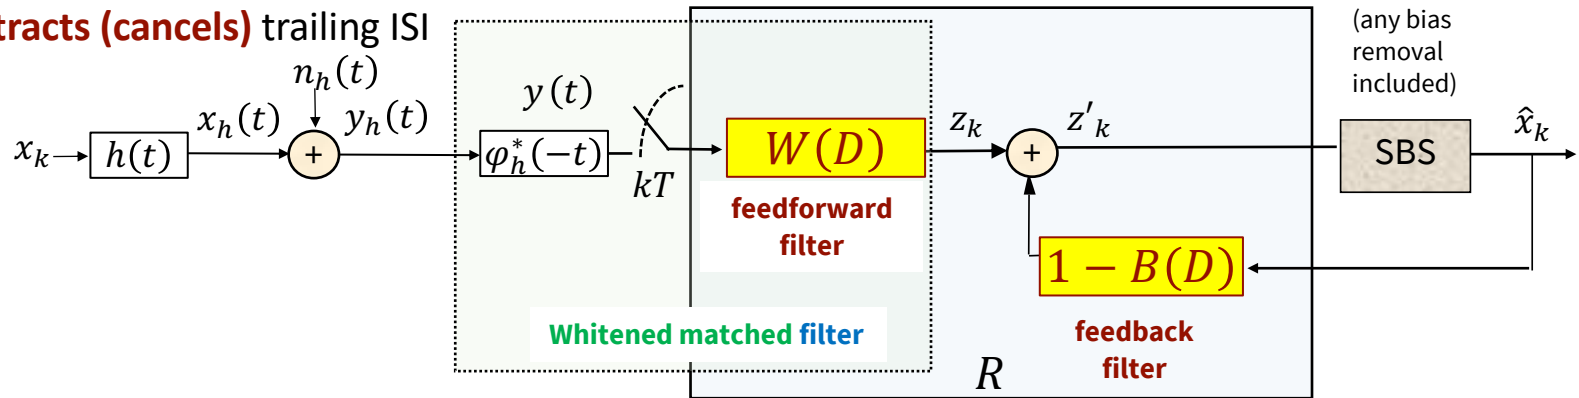 tracts (cancels) trailing ISI
(any bias
removal
included)
n_h(t)
y(t)
x_h(t)
y_h(t)
z_k
z'_k
x̂_k
x_k
h(t)
+
φ_h^*(−t)
kT
W(D)
+
SBS
feedforward
filter
1 − B(D)
Whitened matched filter
feedback
filter
R